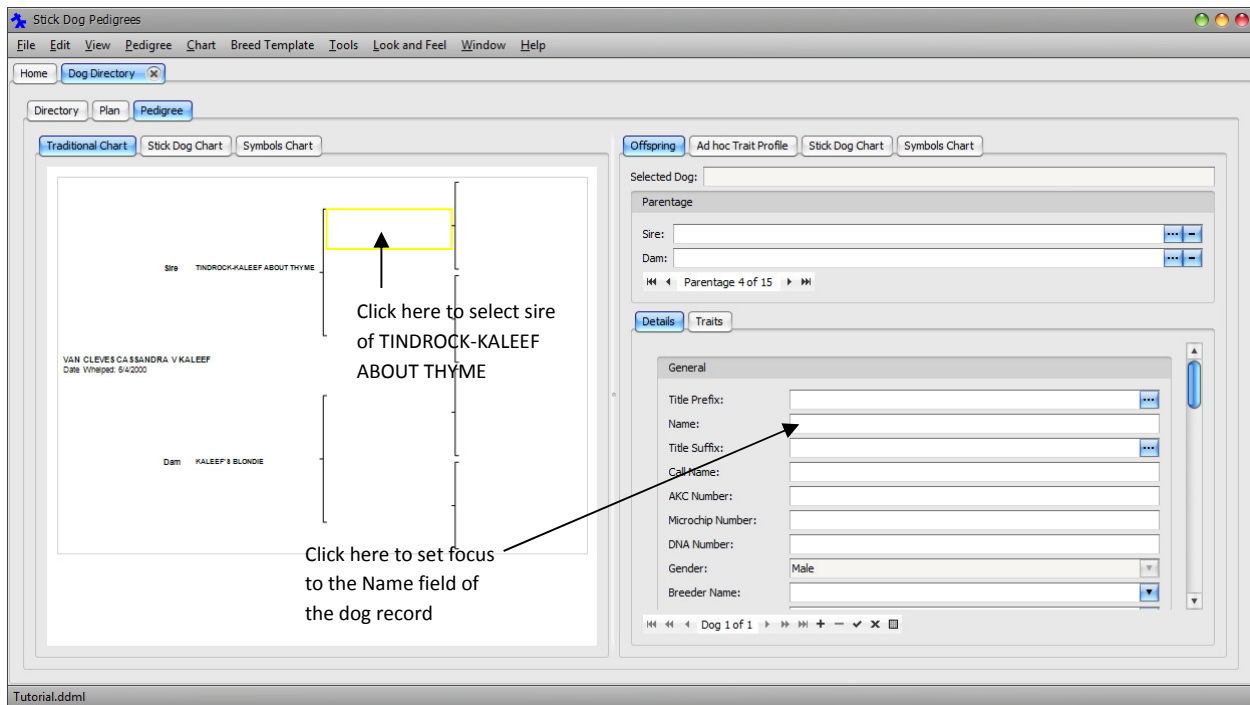 Stick Dog Pedigrees
File Edit View Pedigree Chart Breed Template Tools Look and Feel Window Help
Home Dog Directory
Directory Plan Pedigree
Traditional Chart Stick Dog Chart Symbols Chart
Sire TINDROCK-KALEEF ABOUT THYME
Click here to select sire
of TINDROCK-KALEEF
ABOUT THYME
VAN CLEVES CASSANDRA V KALEEF
Date Whelped: 6/4/2000
Dam KALEEF'S BLONDIE
Click here to set focus
to the Name field of
the dog record
Offspring Ad hoc Trait Profile Stick Dog Chart Symbols Chart
Selected Dog:
Parentage
Sire:
Dam:
Parentage 4 of 15
Details Traits
General
Title Prefix:
Name:
Title Suffix:
Call Name:
AKC Number:
Microchip Number:
DNA Number:
Gender: Male
Breeder Name:
Dog 1 of 1
Tutorial.ddml